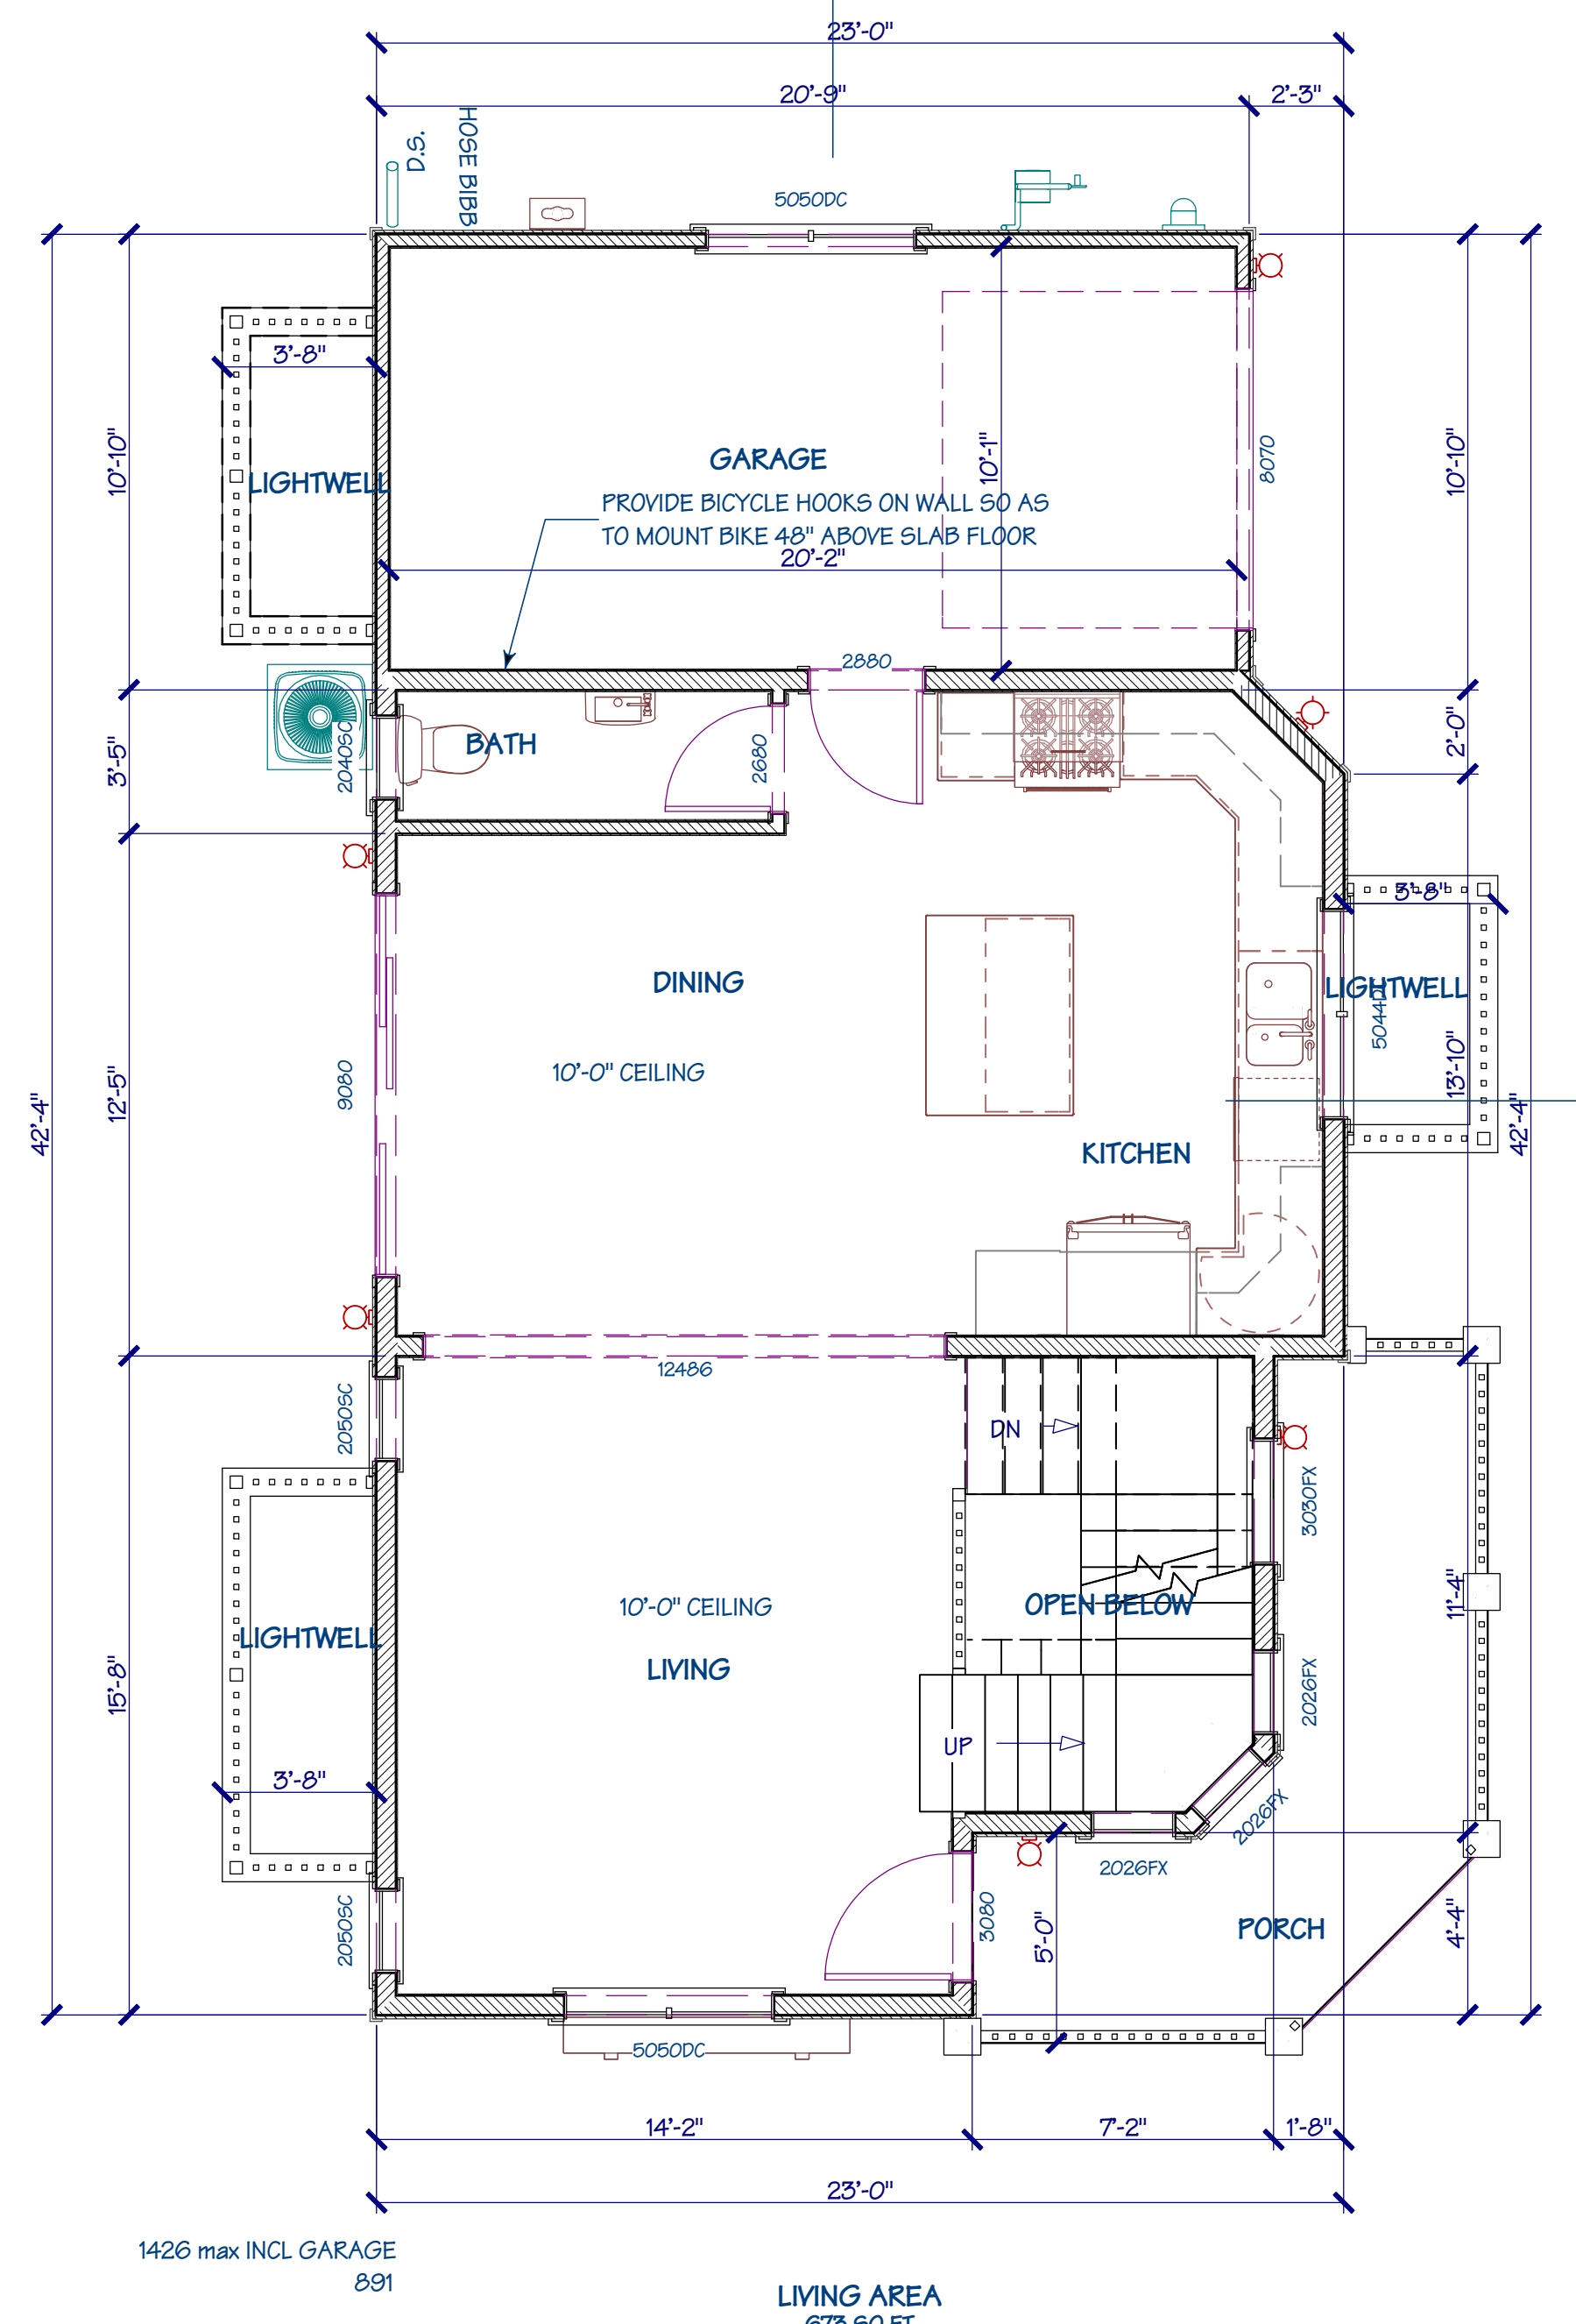 23'-0"
20'-9"
2'-3"
D.S.
HOSE BIBB
5050DC
3'-8"
10'-10"
10'-10"
LIGHTWELL
GARAGE
10'-1"
8070
PROVIDE BICYCLE HOOKS ON WALL SO AS
TO MOUNT BIKE 48" ABOVE SLAB FLOOR
20'-2"
2880
3'-5"
2040SC
BATH
2680
2'-0"
3'-8"
DINING
LIGHTWELL
10'-0" CEILING
9080
12'-5"
42'-4"
13'-10"
42'-4"
KITCHEN
12486
2050SC
DN
3030FX
10'-0" CEILING
OPEN BELOW
11'-4"
LIGHTWELL
LIVING
15'-8"
2026FX
UP
3'-8"
2026FX
2026FX
2050SC
3080
5'-0"
PORCH
4'-4"
5050DC
14'-2"
7'-2"
1'-8"
23'-0"
1426 max INCL GARAGE
891
LIVING AREA
673 SQ FT